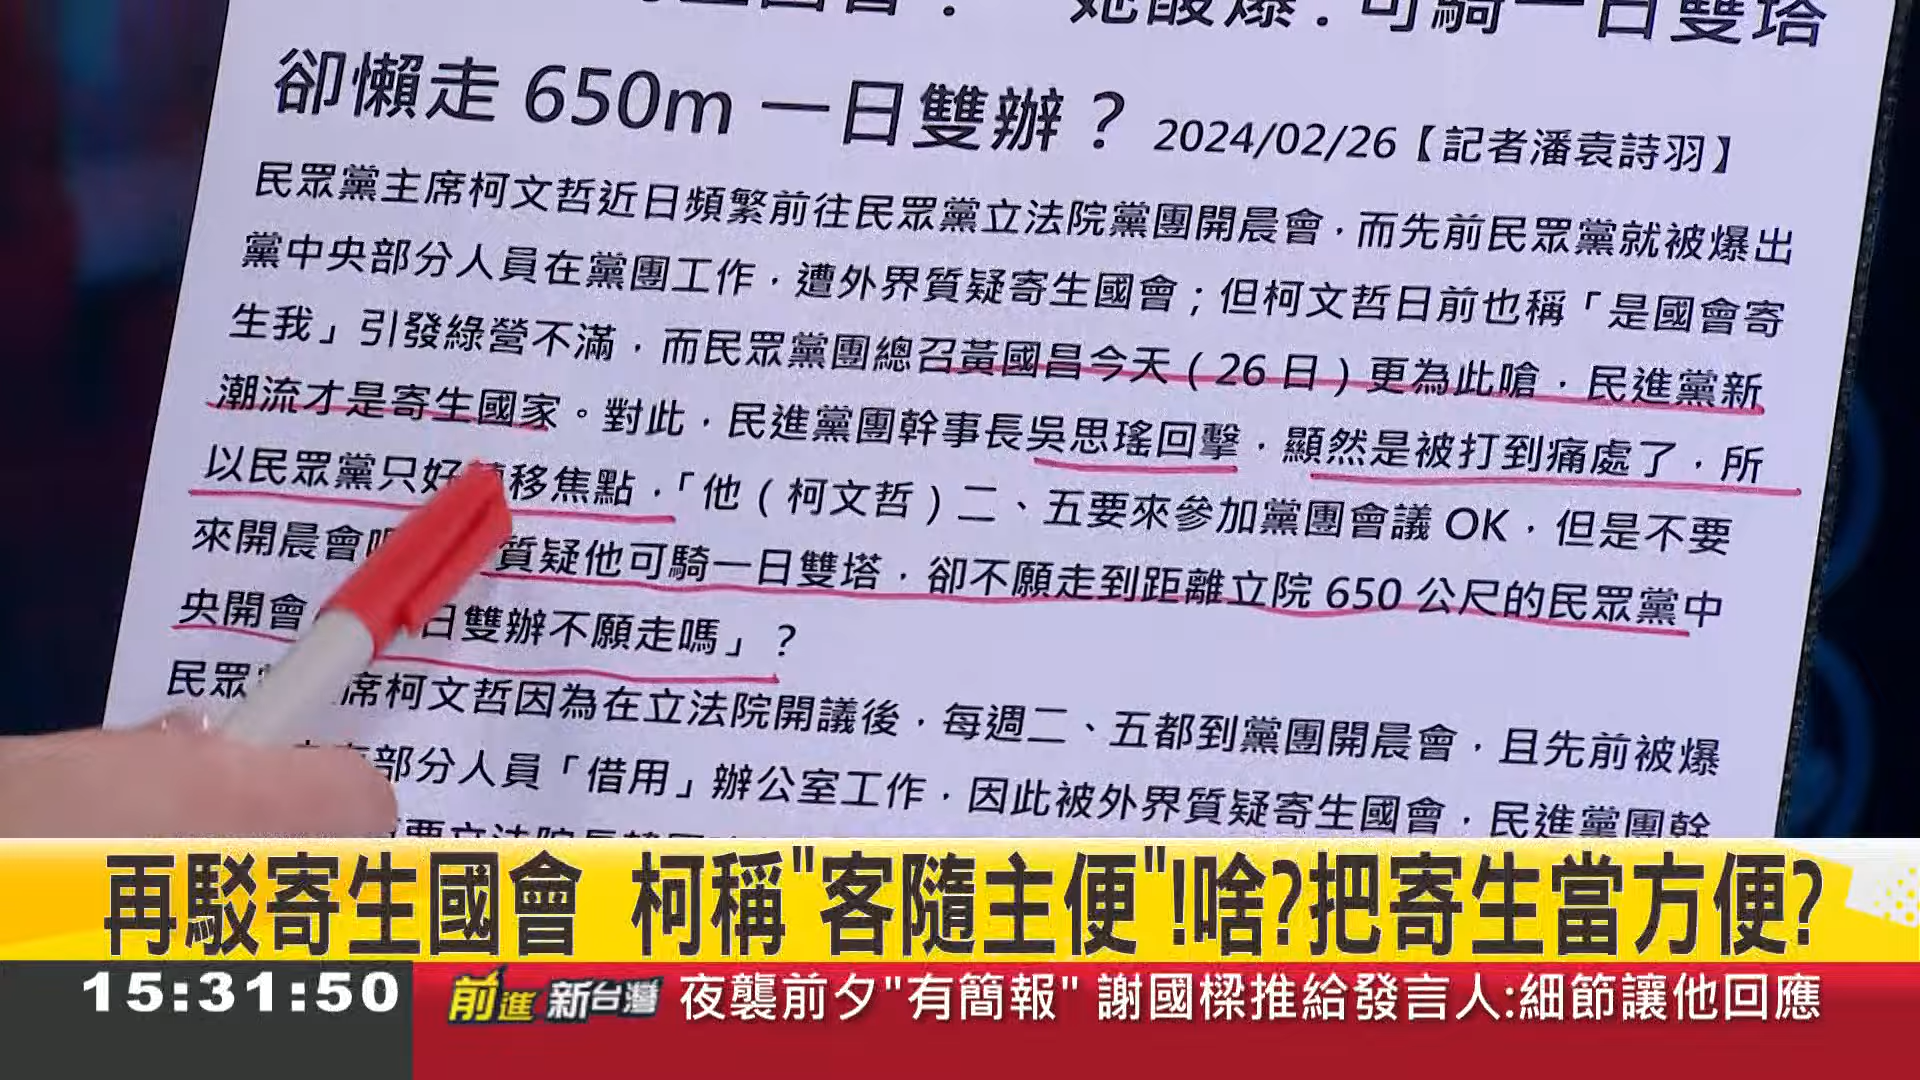 她酸爆：可騎一日雙塔
卻懶走 650m 一日雙辦？ 2024/02/26【記者潘袁詩羽】
民眾黨主席柯文哲近日頻繁前往民眾黨立法院黨團開晨會，而先前民眾黨就被爆出
黨中央部分人員在黨團工作，遭外界質疑寄生國會；但柯文哲日前也稱「是國會寄
生我」引發綠營不滿，而民眾黨團總召黃國昌今天（26 日）更為此嗆，民進黨新
潮流才是寄生國家。對此，民進黨團幹事長吳思瑤回擊，顯然是被打到痛處了，所
以民眾黨只好移焦點，「他（柯文哲）二、五要來參加黨團會議 OK，但是不要
來開晨會 質疑他可騎一日雙塔，卻不願走到距離立院 650 公尺的民眾黨中
央開會 日雙辦不願走嗎」？
民眾 席柯文哲因為在立法院開議後，每週二、五都到黨團開晨會，且先前被爆
部分人員「借用」辦公室工作，因此被外界質疑寄生國會，民進黨團幹
再駁寄生國會 柯稱"客隨主便"!啥?把寄生當方便?
15:31:50 前進新台灣 夜襲前夕"有簡報" 謝國樑推給發言人:細節讓他回應